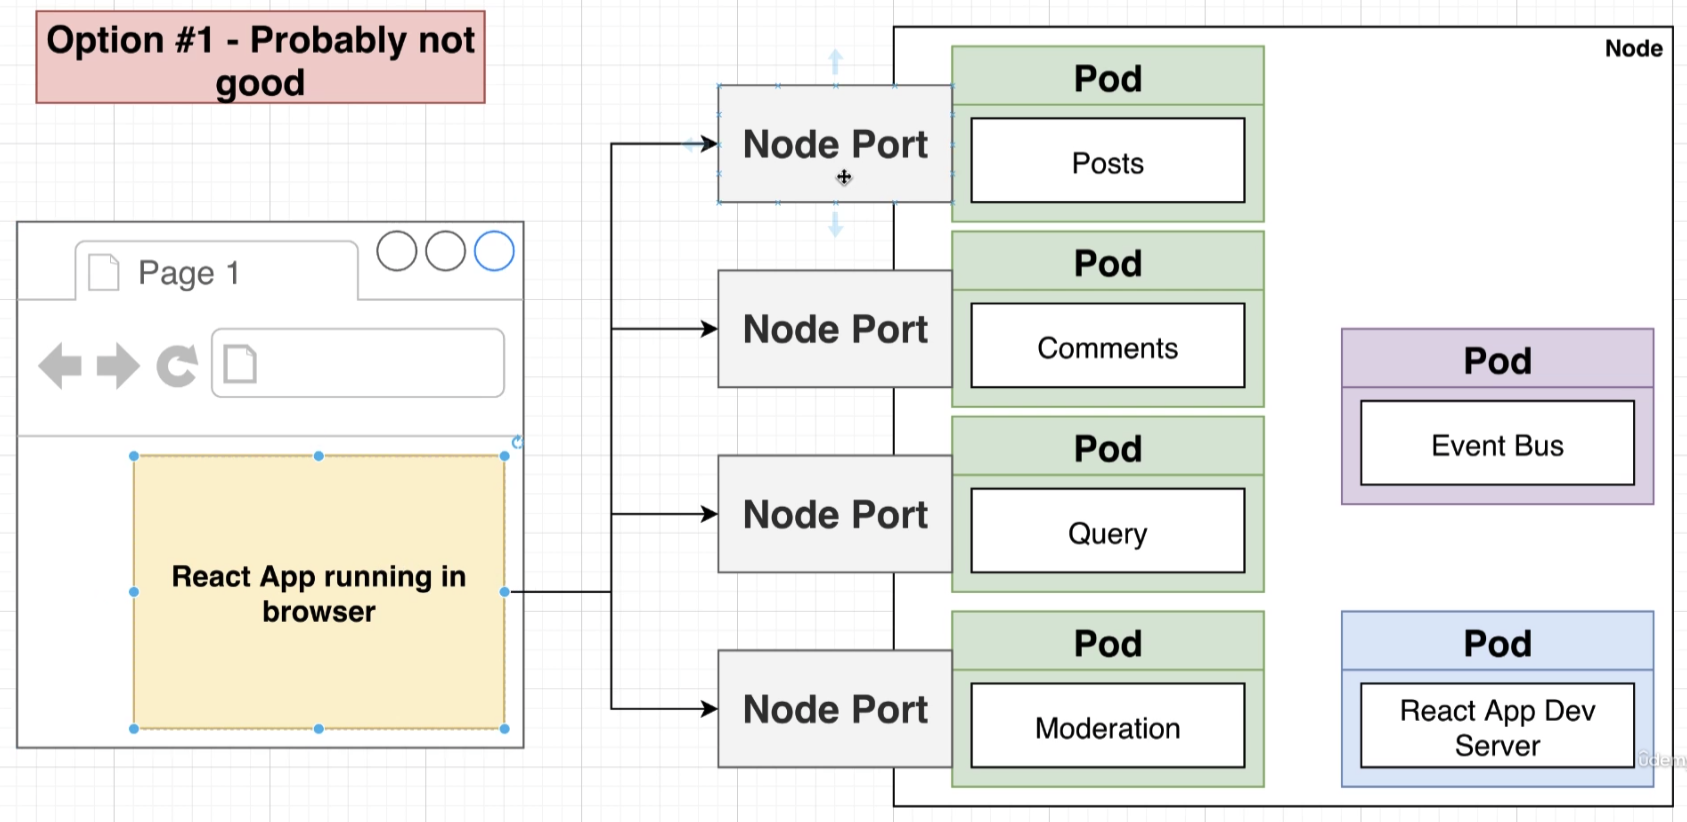 Option #1 - Probably not
good
Node
Pod
Node Port
Posts
Page 1
Pod
Node Port
Comments
Pod
Event Bus
Pod
Node Port
Query
React App running in
browser
Pod
Node Port
Moderation
Pod
React App Dev
Server